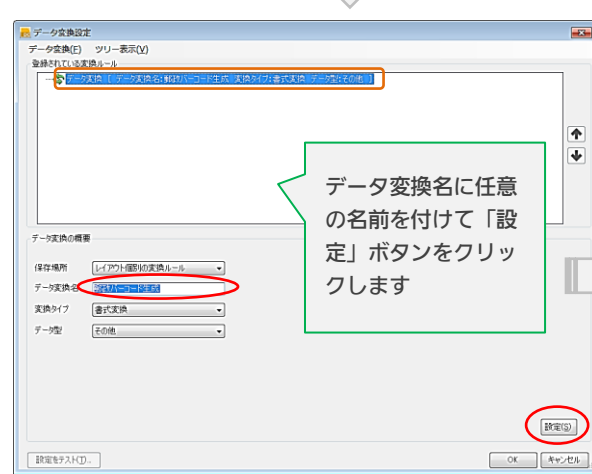 データ変換設定
データ変換(E) ツリー表示(V)
登録されている変換ルール
データ変換 [ データ変換名:郵政バーコード生成 変換タイプ:書式変換 データ型:その他 ]
データ変換名に任意
の名前を付けて「設
定」ボタンをクリッ
クします
データ変換の概要
保存場所 レイアウト個別の変換ルール
データ変換名 郵政バーコード生成
変換タイプ 書式変換
データ型 その他
設定(S)
設定をテスト(T)...
OK キャンセル